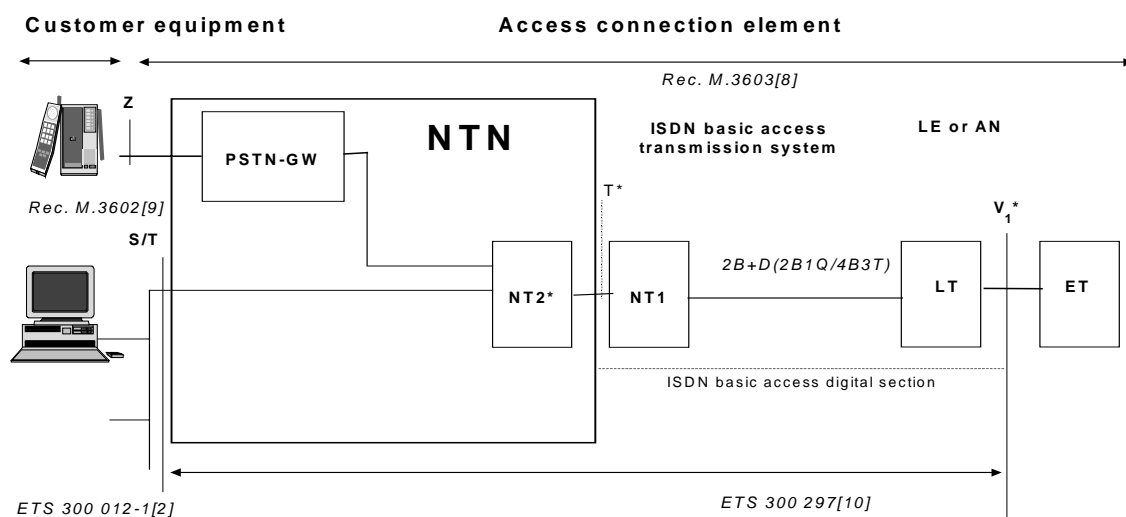 Customer equipment
Access connection element
Rec. M.3603[8]
Z
NTN
ISDN basic access
transmission system
LE or AN
PSTN-GW
T*
Rec. M.3602[9]
V1*
S/T
2B+D(2B1Q/4B3T)
NT2*
NT1
LT
ET
ISDN basic access digital section
ETS 300 012-1[2]
ETS 300 297[10]